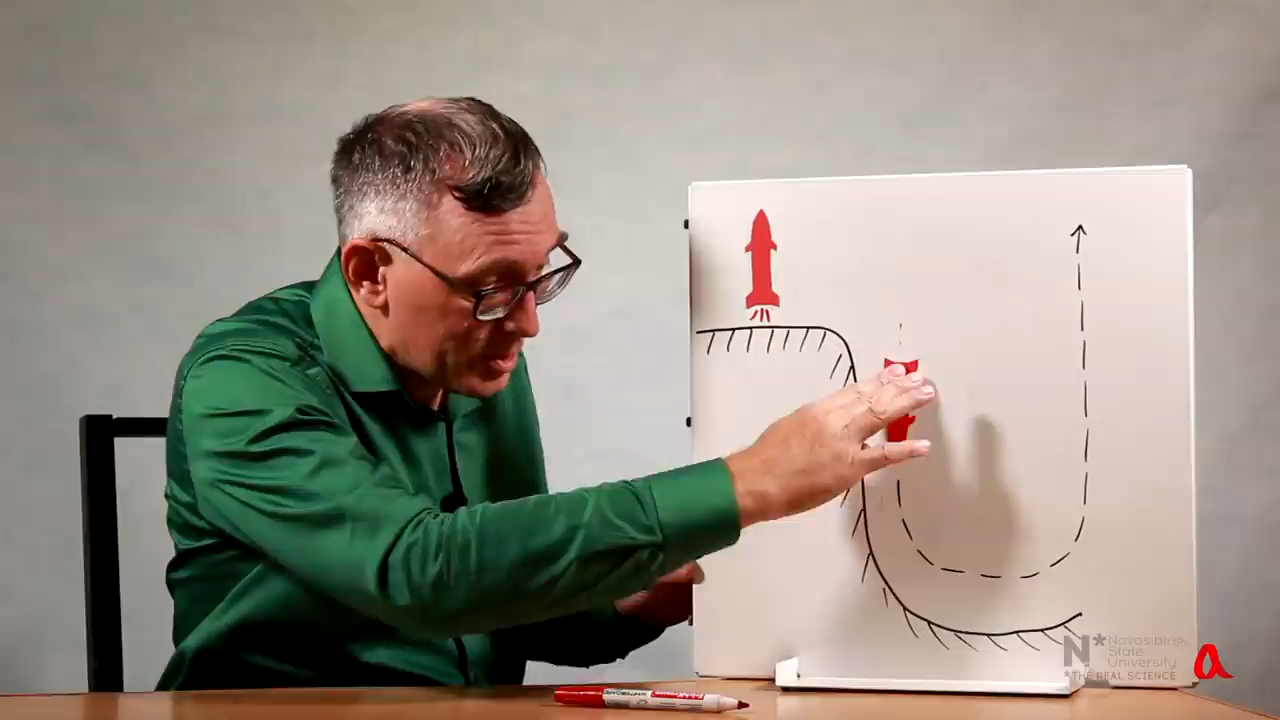 N*
Novosibirsk
State
University
*THE REAL SCIENCE